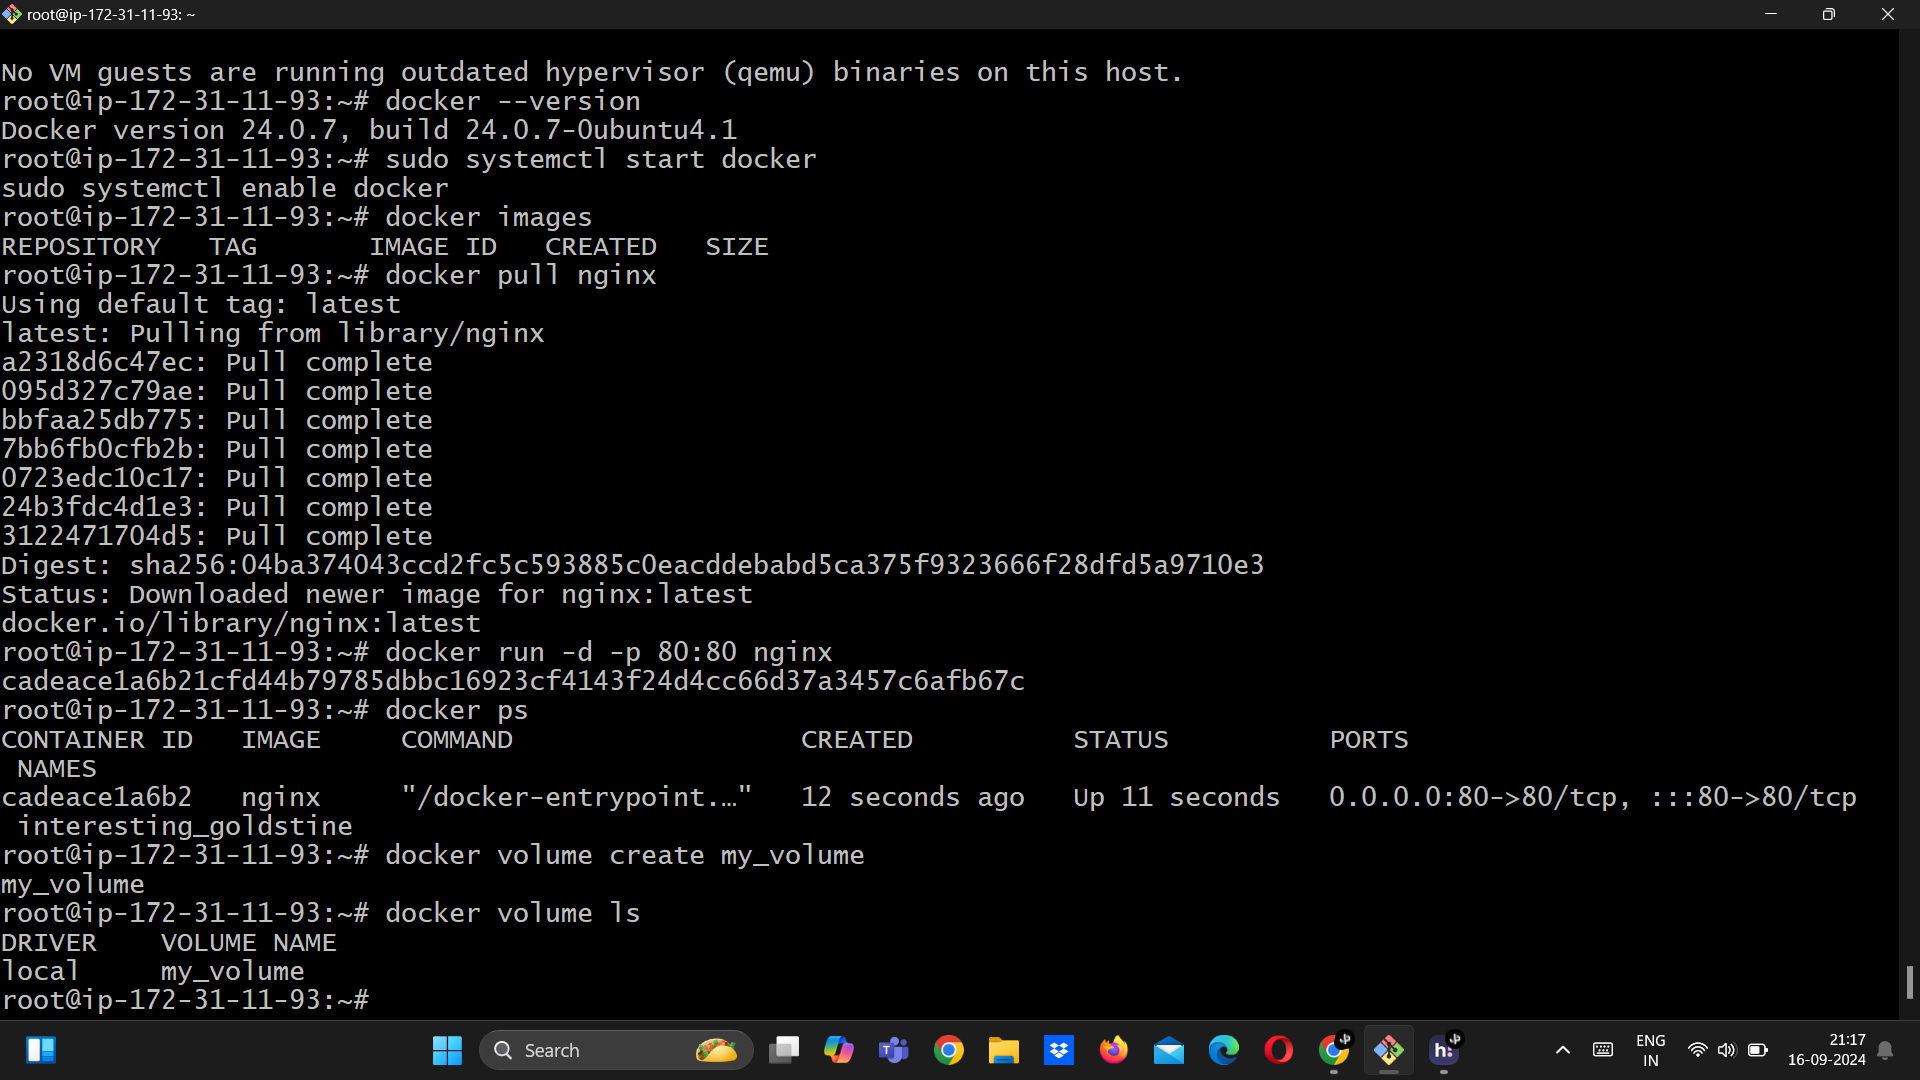 root@ip-172-31-11-93: ~
No VM guests are running outdated hypervisor (qemu) binaries on this host.
root@ip-172-31-11-93:~# docker --version
Docker version 24.0.7, build 24.0.7-0ubuntu4.1
root@ip-172-31-11-93:~# sudo systemctl start docker
sudo systemctl enable docker
root@ip-172-31-11-93:~# docker images
REPOSITORY   TAG       IMAGE ID   CREATED   SIZE
root@ip-172-31-11-93:~# docker pull nginx
Using default tag: latest
latest: Pulling from library/nginx
a2318d6c47ec: Pull complete
095d327c79ae: Pull complete
bbfaa25db775: Pull complete
7bb6fb0cfb2b: Pull complete
0723edc10c17: Pull complete
24b3fdc4d1e3: Pull complete
3122471704d5: Pull complete
Digest: sha256:04ba374043ccd2fc5c593885c0eacddebabd5ca375f9323666f28dfd5a9710e3
Status: Downloaded newer image for nginx:latest
docker.io/library/nginx:latest
root@ip-172-31-11-93:~# docker run -d -p 80:80 nginx
cadeace1a6b21cfd44b79785dbbc16923cf4143f24d4cc66d37a3457c6afb67c
root@ip-172-31-11-93:~# docker ps
CONTAINER ID   IMAGE     COMMAND                  CREATED          STATUS          PORTS
 NAMES
cadeace1a6b2   nginx     "/docker-entrypoint.…"   12 seconds ago   Up 11 seconds   0.0.0.0:80->80/tcp, :::80->80/tcp
 interesting_goldstine
root@ip-172-31-11-93:~# docker volume create my_volume
my_volume
root@ip-172-31-11-93:~# docker volume ls
DRIVER    VOLUME NAME
local     my_volume
root@ip-172-31-11-93:~#
Search
ENG
IN
21:17
16-09-2024